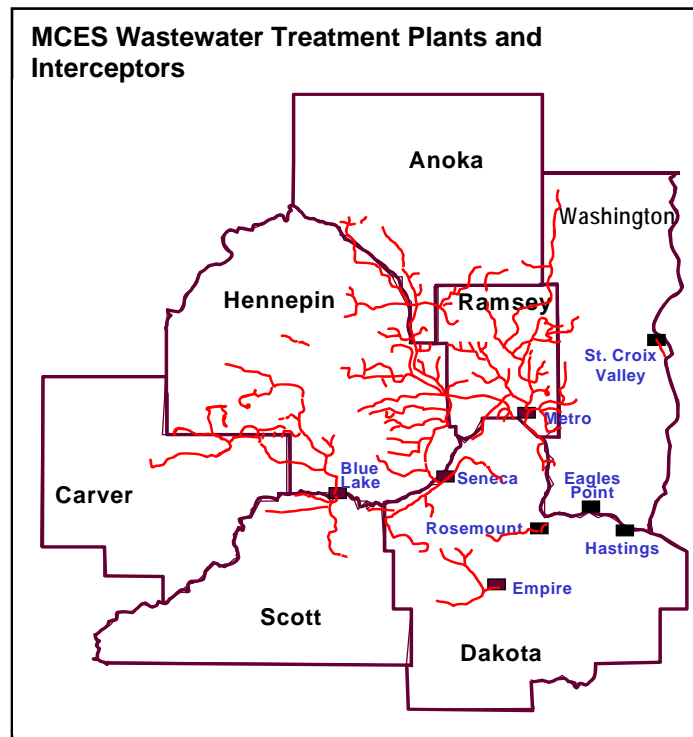 MCES Wastewater Treatment Plants and
Interceptors
Anoka
Washington
Hennepin
Ramsey
St. Croix
Valley
Metro
Blue
Lake
Seneca
Eagles
Point
Carver
Rosemount
Hastings
Empire
Scott
Dakota